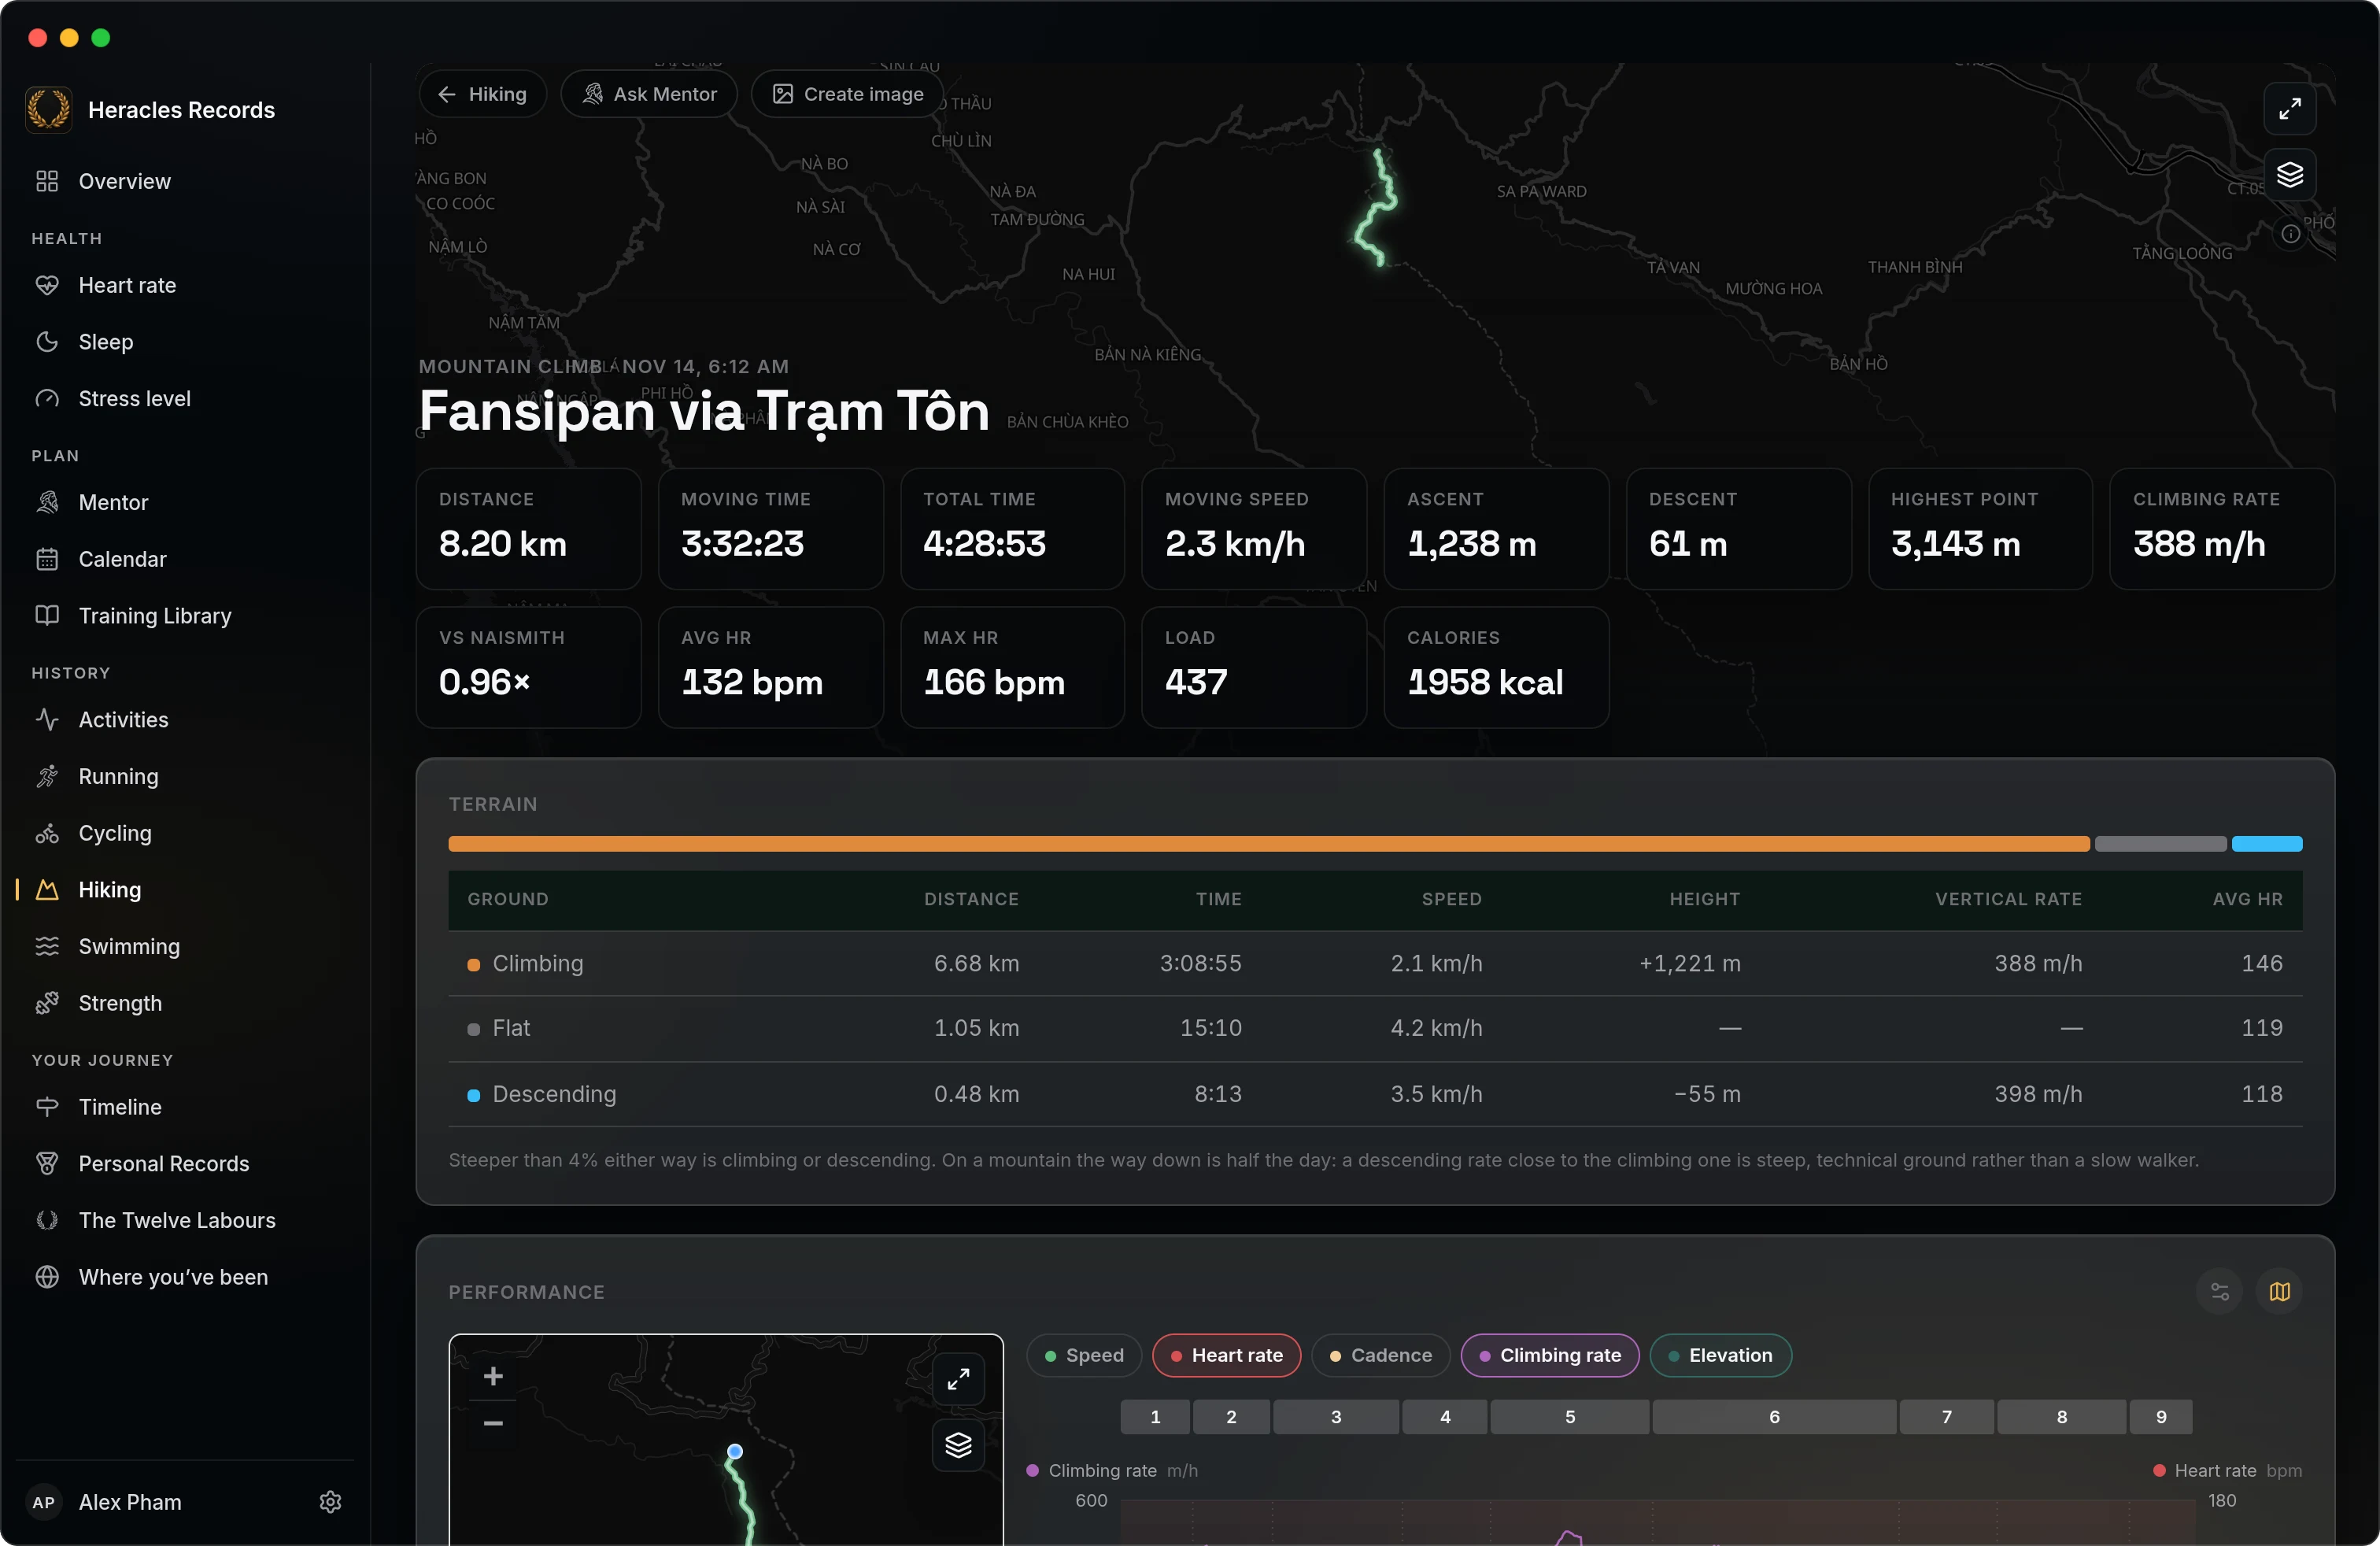 Heracles Records
Overview
HEALTH
Heart rate
Sleep
Stress level
PLAN
Mentor
Calendar
Training Library
HISTORY
Activities
Running
Cycling
Hiking
Swimming
Strength
YOUR JOURNEY
Timeline
Personal Records
The Twelve Labours
Where you’ve been
AP Alex Pham
Hiking
Ask Mentor
Create image
CHÙ LÌN
NÀ BO
NÀ SÀI
NÀ CƠ
NÀ ĐA
TAM ĐƯỜNG
NA HUI
CO COÓC
NẬM LÒ
NẬM TĂM
PHI HỒ
BẢN NÀ KIÊNG
BẢN CHÙA KHÈO
SA PA WARD
TẢ VAN
MƯỜNG HOA
THANH BÌNH
BẢN HỒ
TẰNG LOỎNG
CT.05
MOUNTAIN CLIMB · NOV 14, 6:12 AM
Fansipan via Trạm Tôn
DISTANCE
8.20 km
MOVING TIME
3:32:23
TOTAL TIME
4:28:53
MOVING SPEED
2.3 km/h
ASCENT
1,238 m
DESCENT
61 m
HIGHEST POINT
3,143 m
CLIMBING RATE
388 m/h
VS NAISMITH
0.96×
AVG HR
132 bpm
MAX HR
166 bpm
LOAD
437
CALORIES
1958 kcal
TERRAIN
GROUND DISTANCE TIME SPEED HEIGHT VERTICAL RATE AVG HR
Climbing 6.68 km 3:08:55 2.1 km/h +1,221 m 388 m/h 146
Flat 1.05 km 15:10 4.2 km/h — — 119
Descending 0.48 km 8:13 3.5 km/h −55 m 398 m/h 118
Steeper than 4% either way is climbing or descending. On a mountain the way down is half the day: a descending rate close to the climbing one is steep, technical ground rather than a slow walker.
PERFORMANCE
Speed
Heart rate
Cadence
Climbing rate
Elevation
1 2 3 4 5 6 7 8 9
Climbing rate m/h
Heart rate bpm
600
180